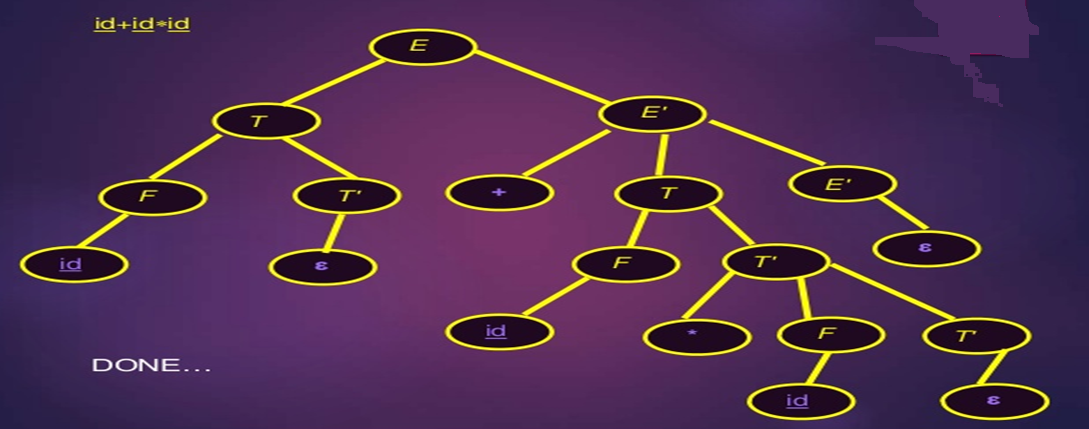 id+id*id
E
T E'
F T' + T E'
id ε F T' ε
id * F T'
DONE...
id ε